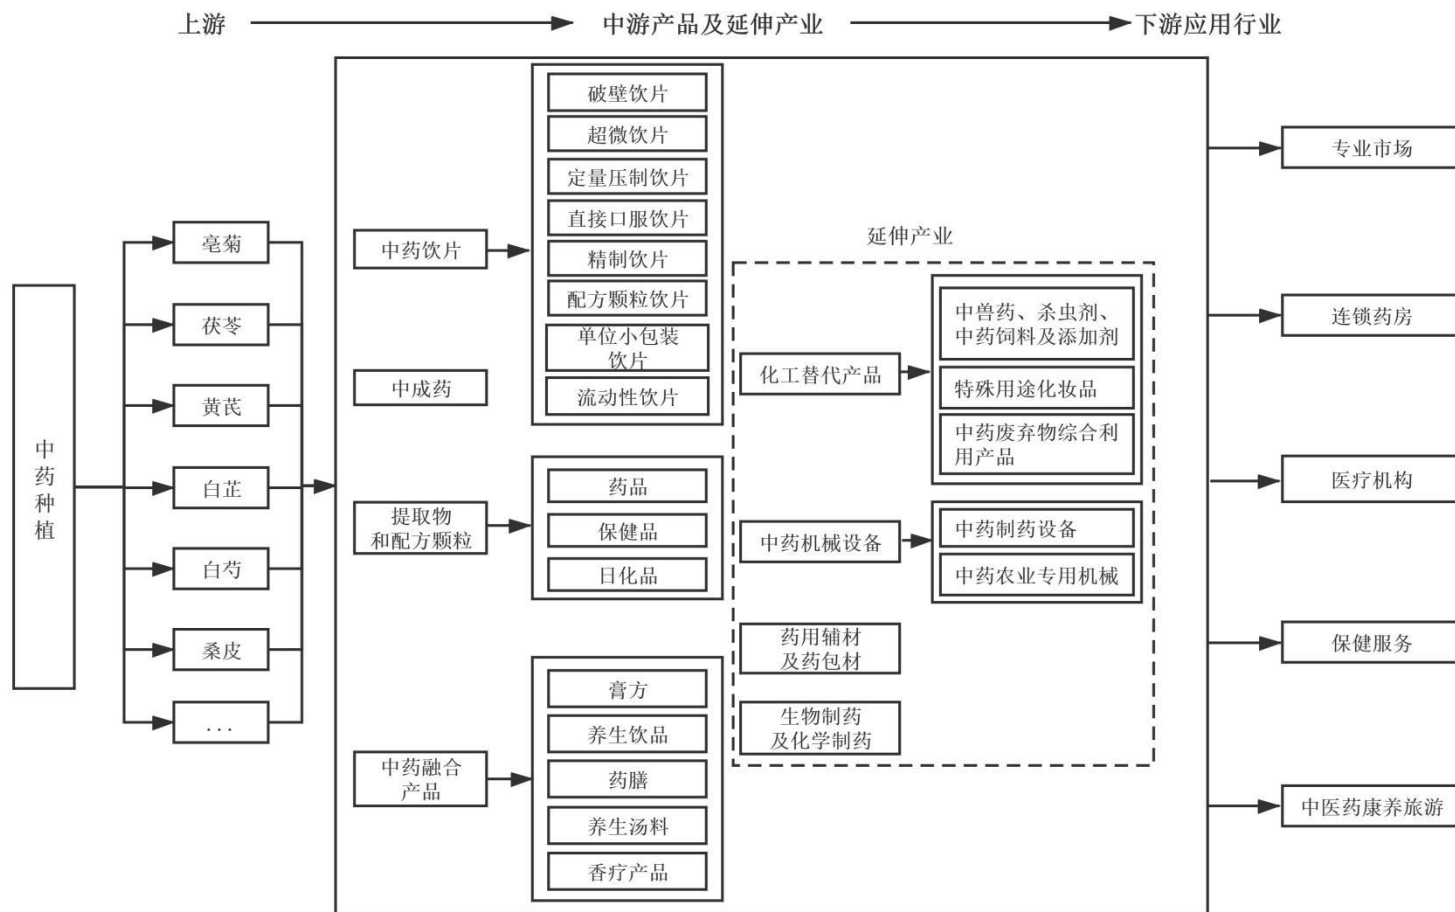 上游
中游产品及延伸产业
下游应用行业
中药种植
亳菊
茯苓
黄芪
白芷
白芍
桑皮
...
中药饮片
破壁饮片
超微饮片
定量压制饮片
直接口服饮片
精制饮片
配方颗粒饮片
单位小包装
饮片
流动性饮片
中成药
提取物
和配方颗粒
药品
保健品
日化品
中药融合
产品
膏方
养生饮品
药膳
养生汤料
香疗产品
延伸产业
化工替代产品
中兽药、杀虫剂、
中药饲料及添加剂
特殊用途化妆品
中药废弃物综合利
用产品
中药机械设备
中药制药设备
中药农业专用机械
药用辅材
及药包材
生物制药
及化学制药
专业市场
连锁药房
医疗机构
保健服务
中医药康养旅游